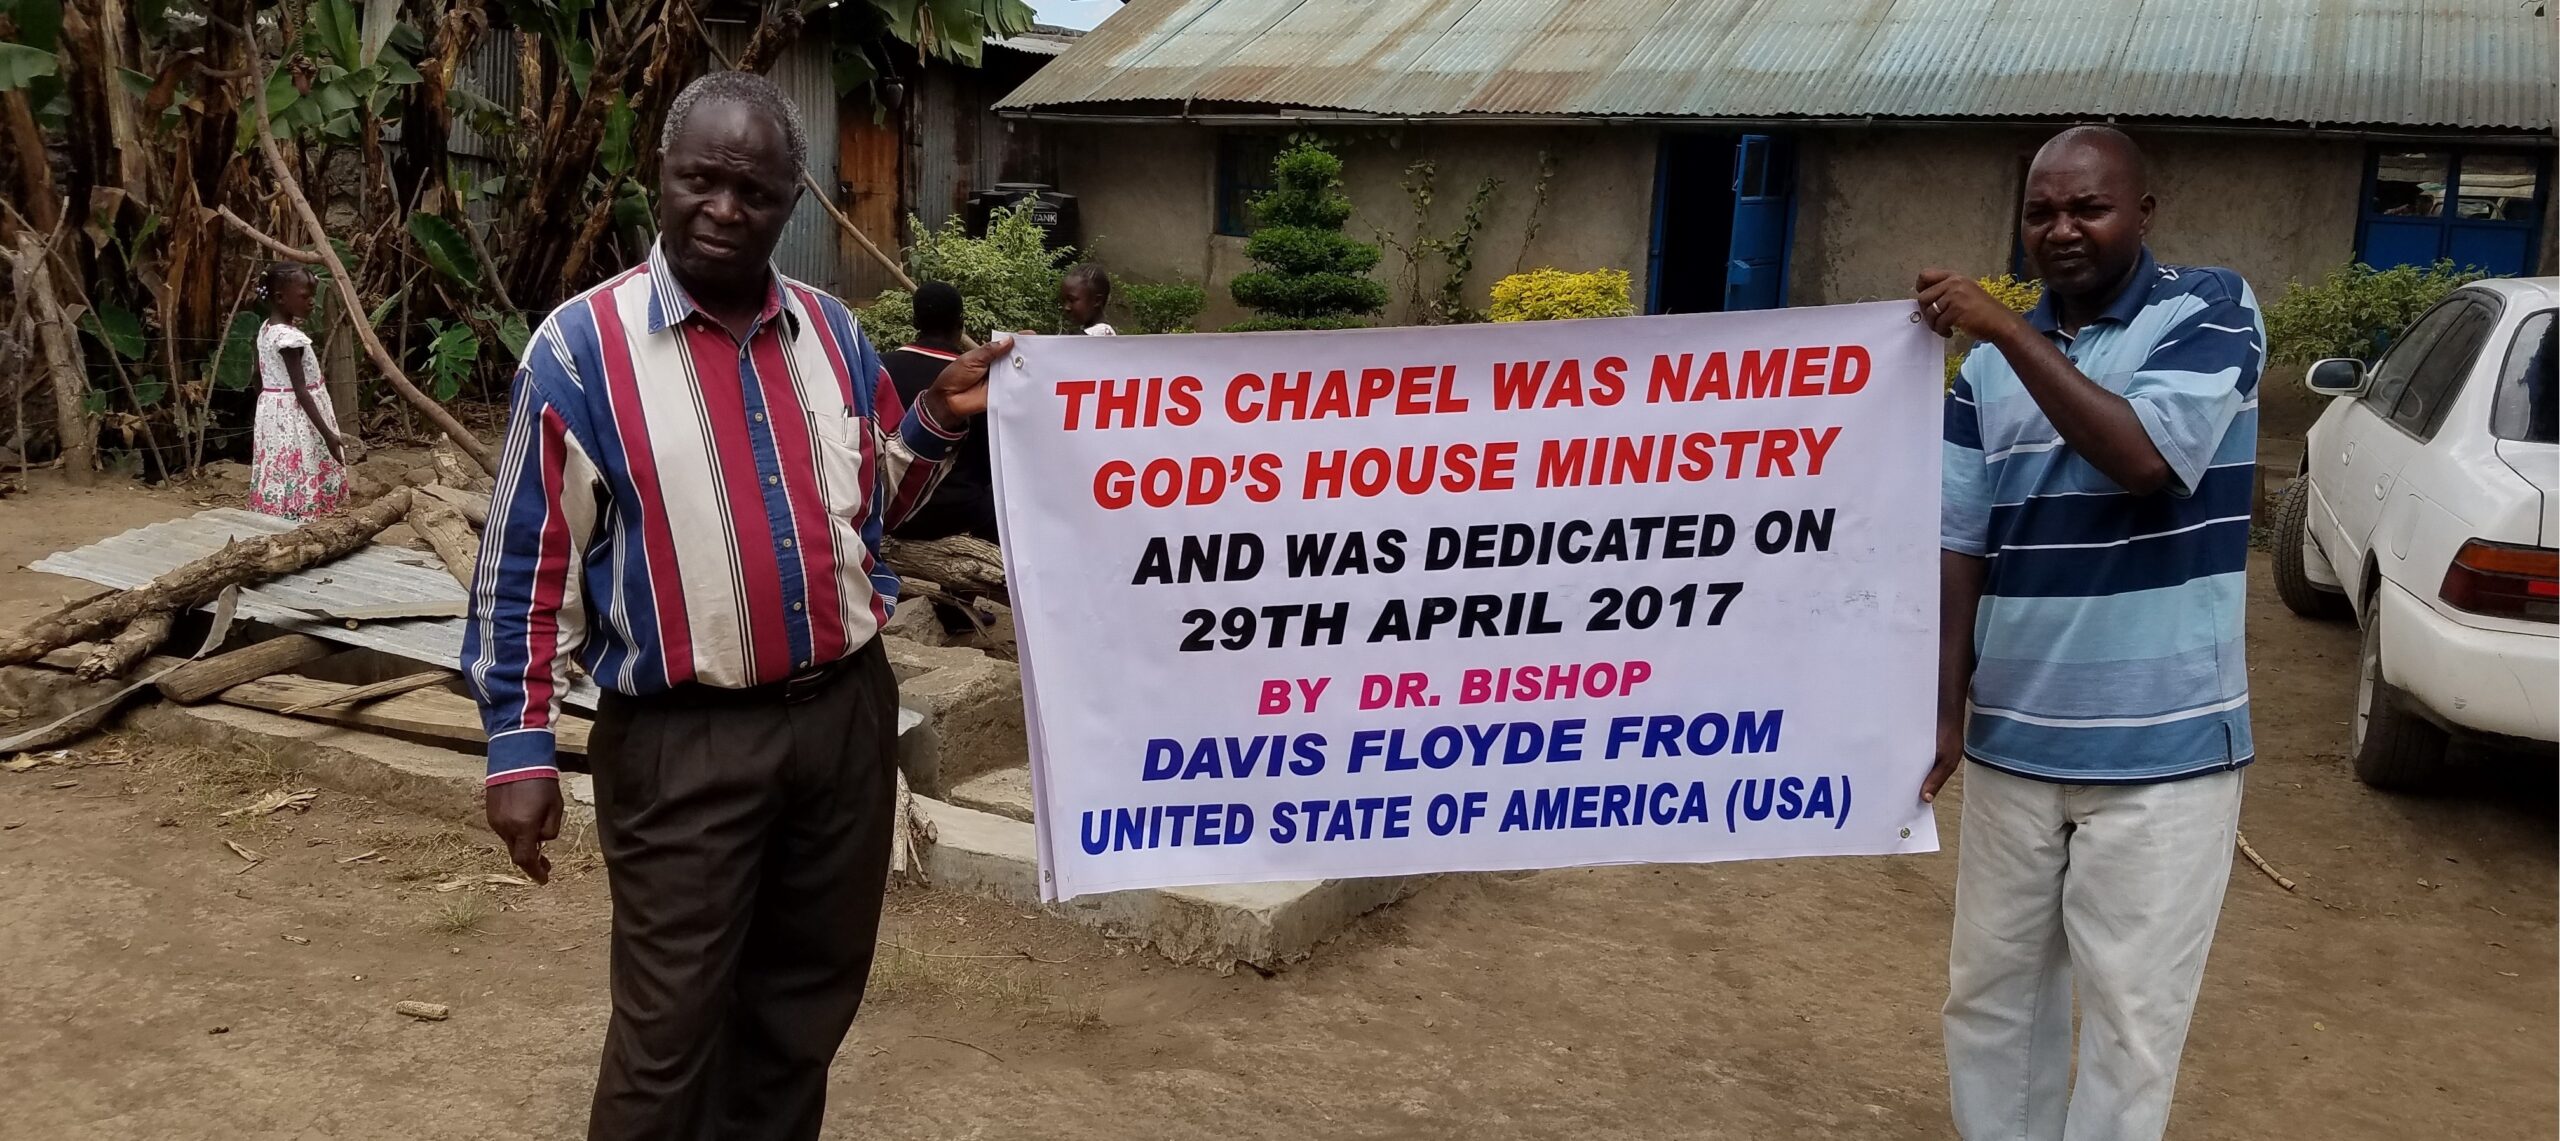 THIS CHAPEL WAS NAMED
GOD'S HOUSE MINISTRY
AND WAS DEDICATED ON
29TH APRIL 2017
BY DR. BISHOP
DAVIS FLOYDE FROM
UNITED STATE OF AMERICA (USA)
TANK